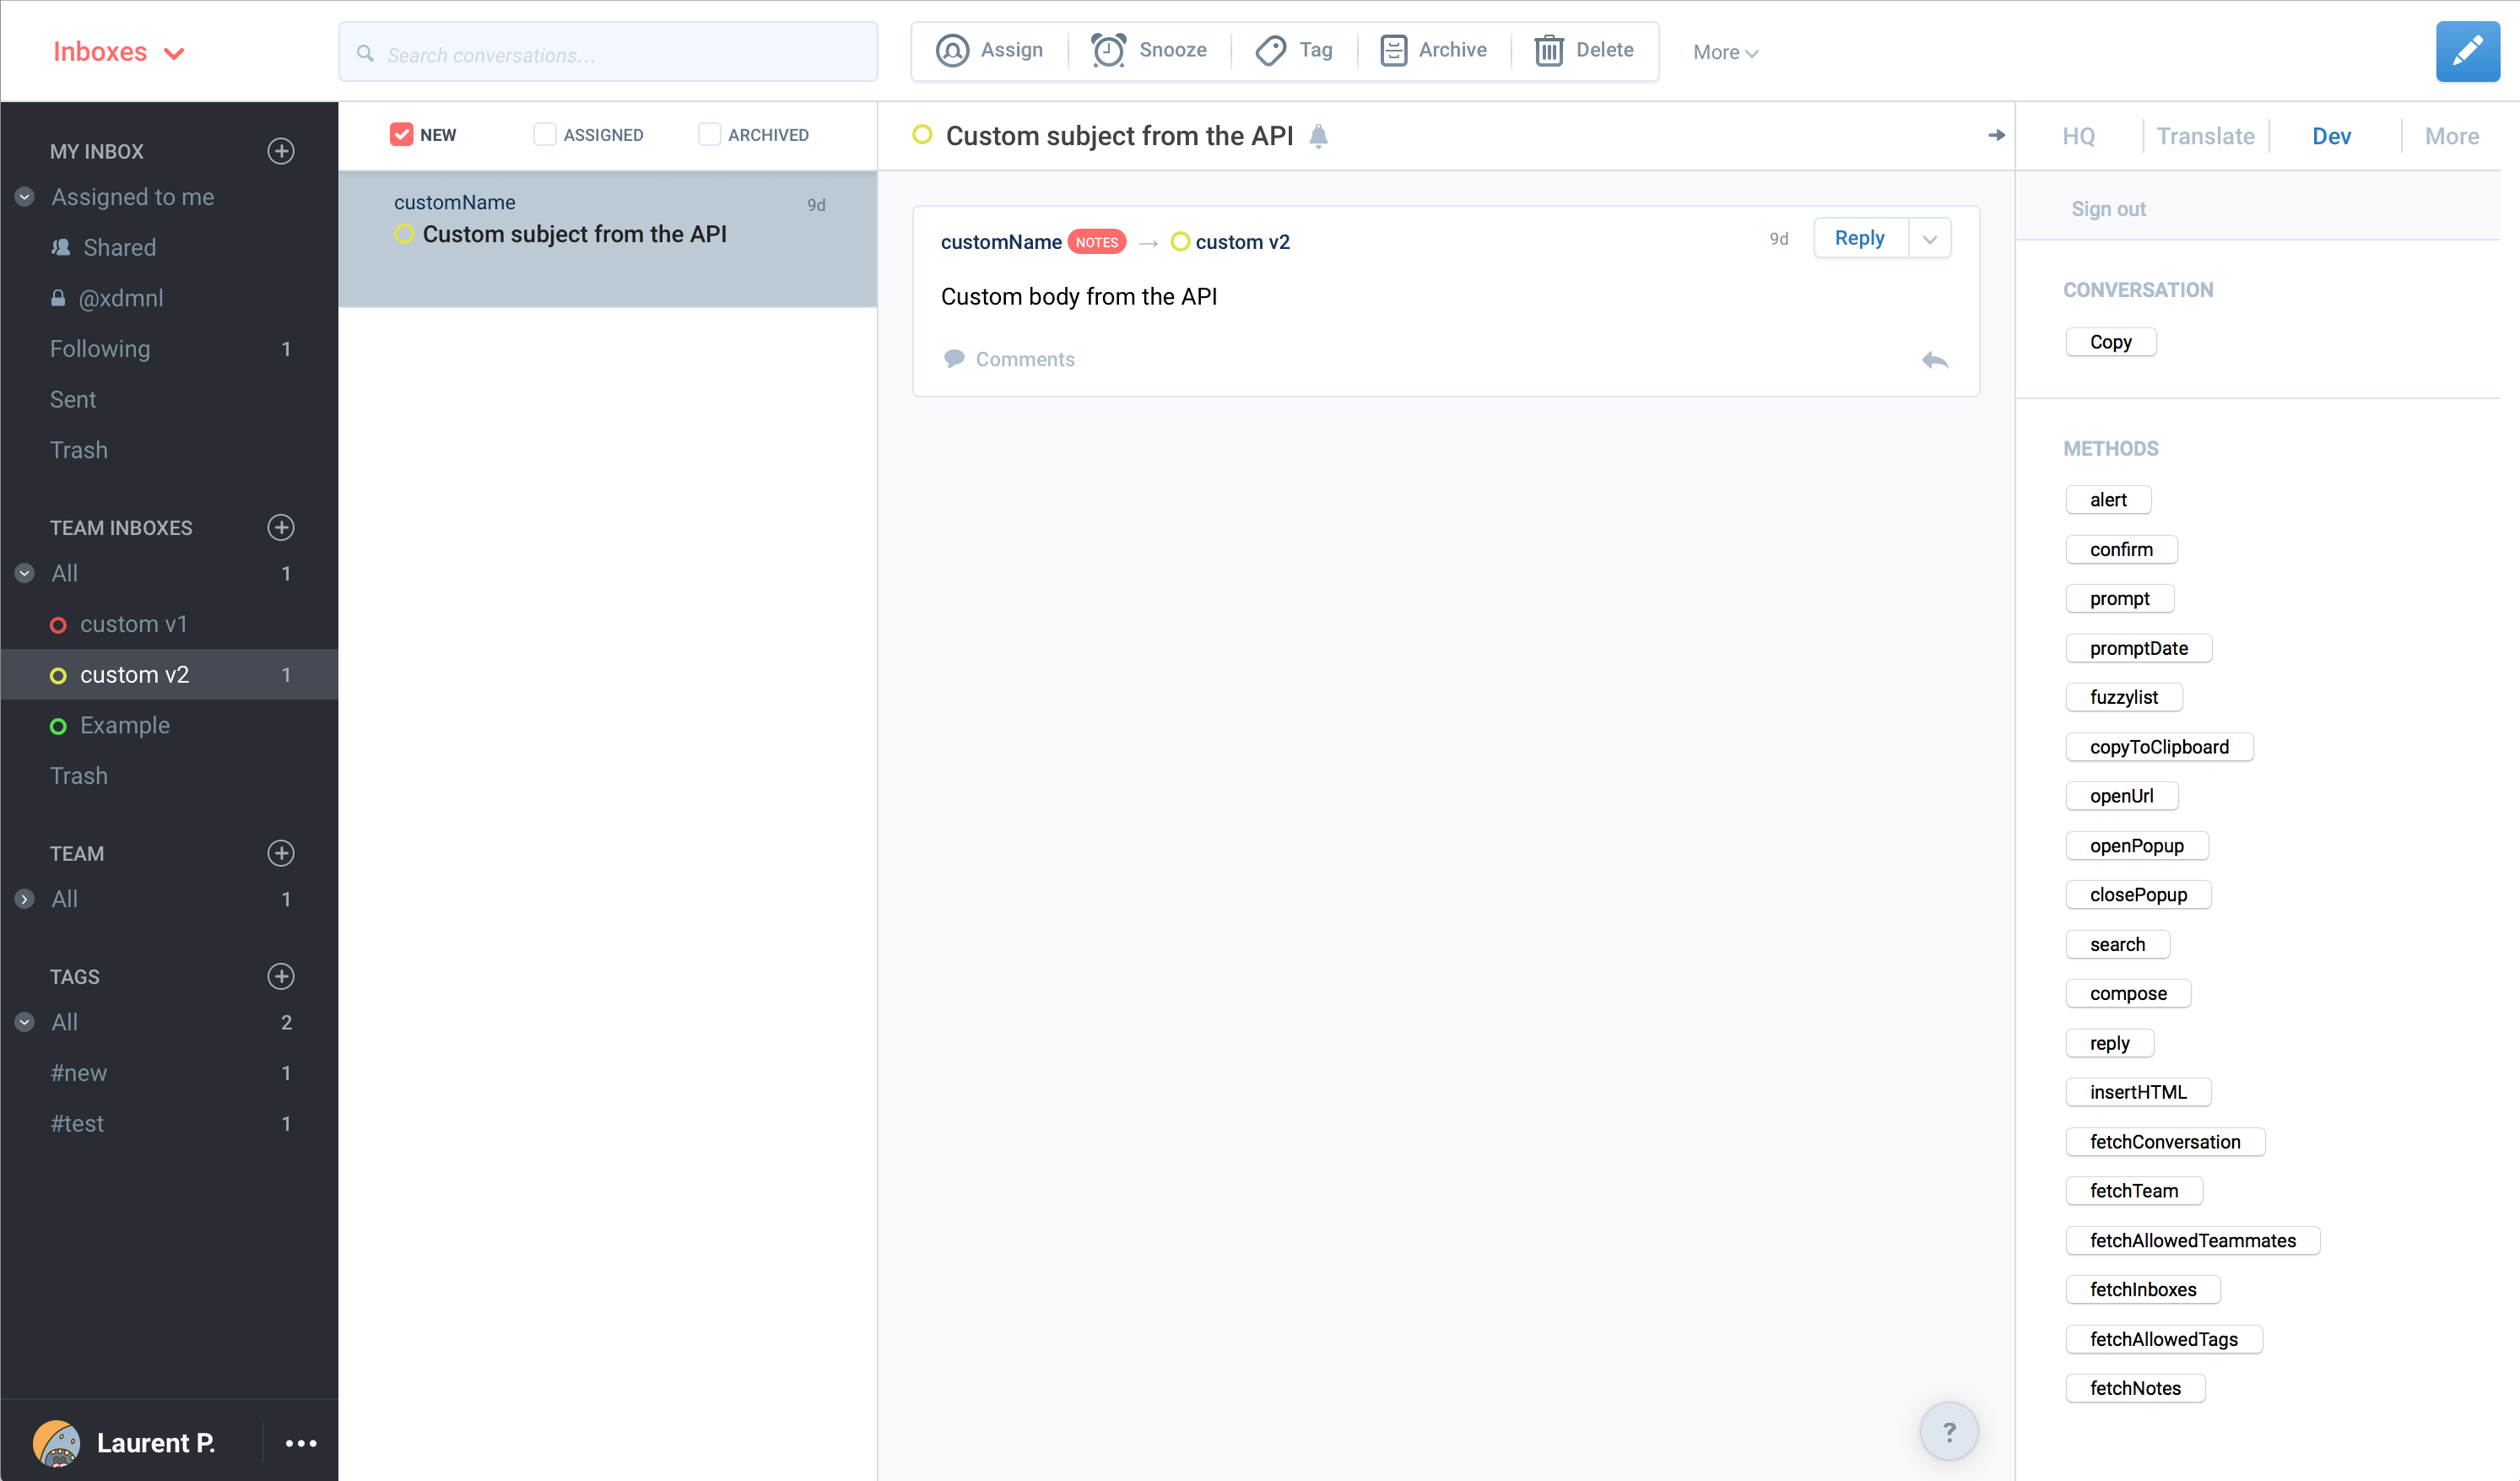 Inboxes
Search conversations...
Assign
Snooze
Tag
Archive
Delete
More
MY INBOX
Assigned to me
Shared
@xdmnl
Following 1
Sent
Trash
TEAM INBOXES
All 1
custom v1
custom v2 1
Example
Trash
TEAM
All 1
TAGS
All 2
#new 1
#test 1
Laurent P.
NEW
ASSIGNED
ARCHIVED
customName 9d
Custom subject from the API
Custom subject from the API
customName NOTES → custom v2 9d Reply
Custom body from the API
Comments
?
HQ
Translate
Dev
More
Sign out
CONVERSATION
Copy
METHODS
alert
confirm
prompt
promptDate
fuzzylist
copyToClipboard
openUrl
openPopup
closePopup
search
compose
reply
insertHTML
fetchConversation
fetchTeam
fetchAllowedTeammates
fetchInboxes
fetchAllowedTags
fetchNotes